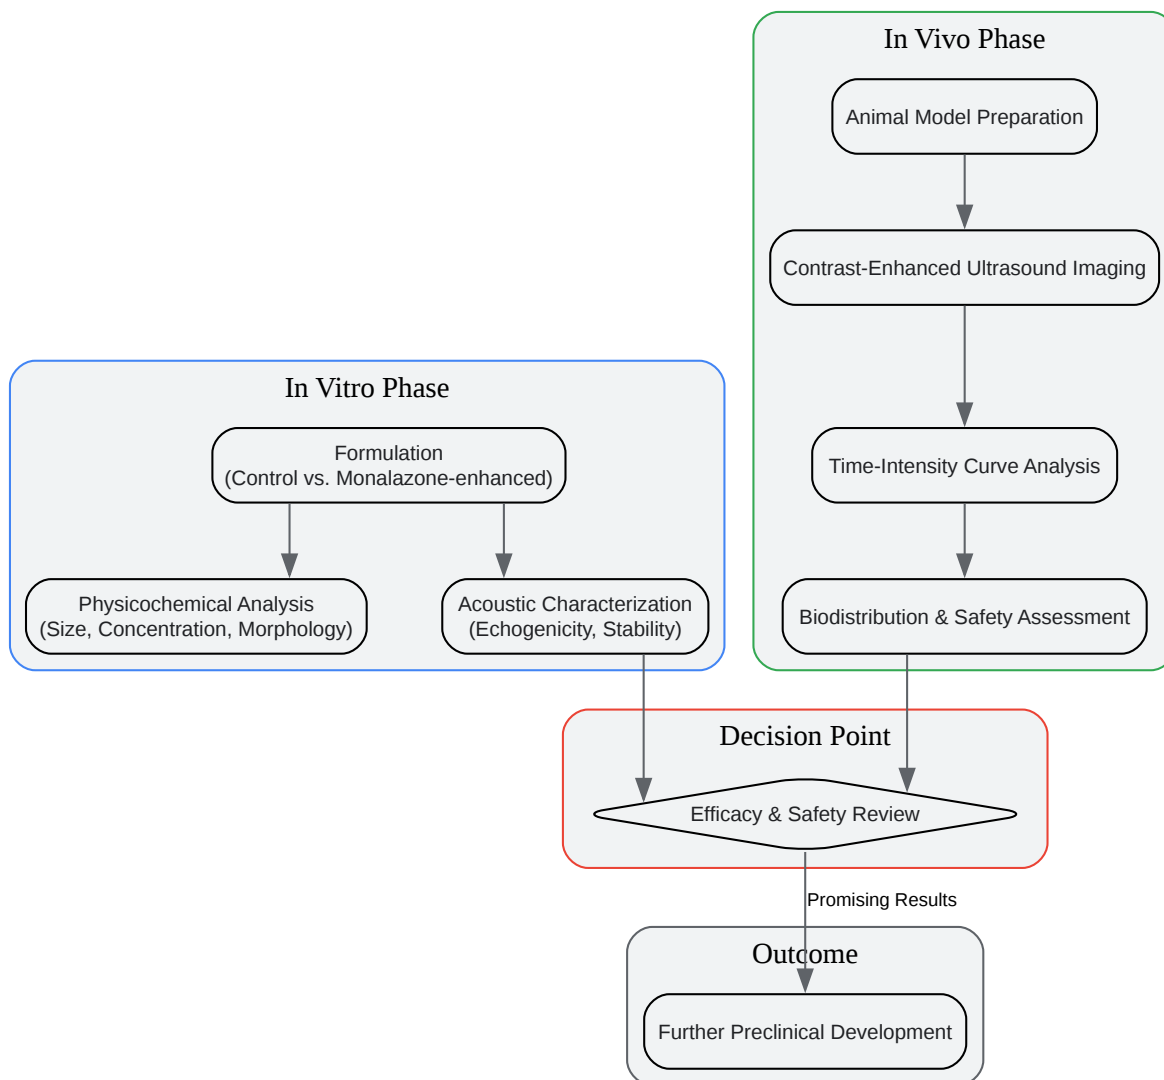 In Vivo Phase
Animal Model Preparation
Contrast-Enhanced Ultrasound Imaging
Time-Intensity Curve Analysis
Biodistribution & Safety Assessment
In Vitro Phase
Formulation
(Control vs. Monalazone-enhanced)
Physicochemical Analysis
(Size, Concentration, Morphology)
Acoustic Characterization
(Echogenicity, Stability)
Decision Point
Efficacy & Safety Review
Promising Results
Outcome
Further Preclinical Development